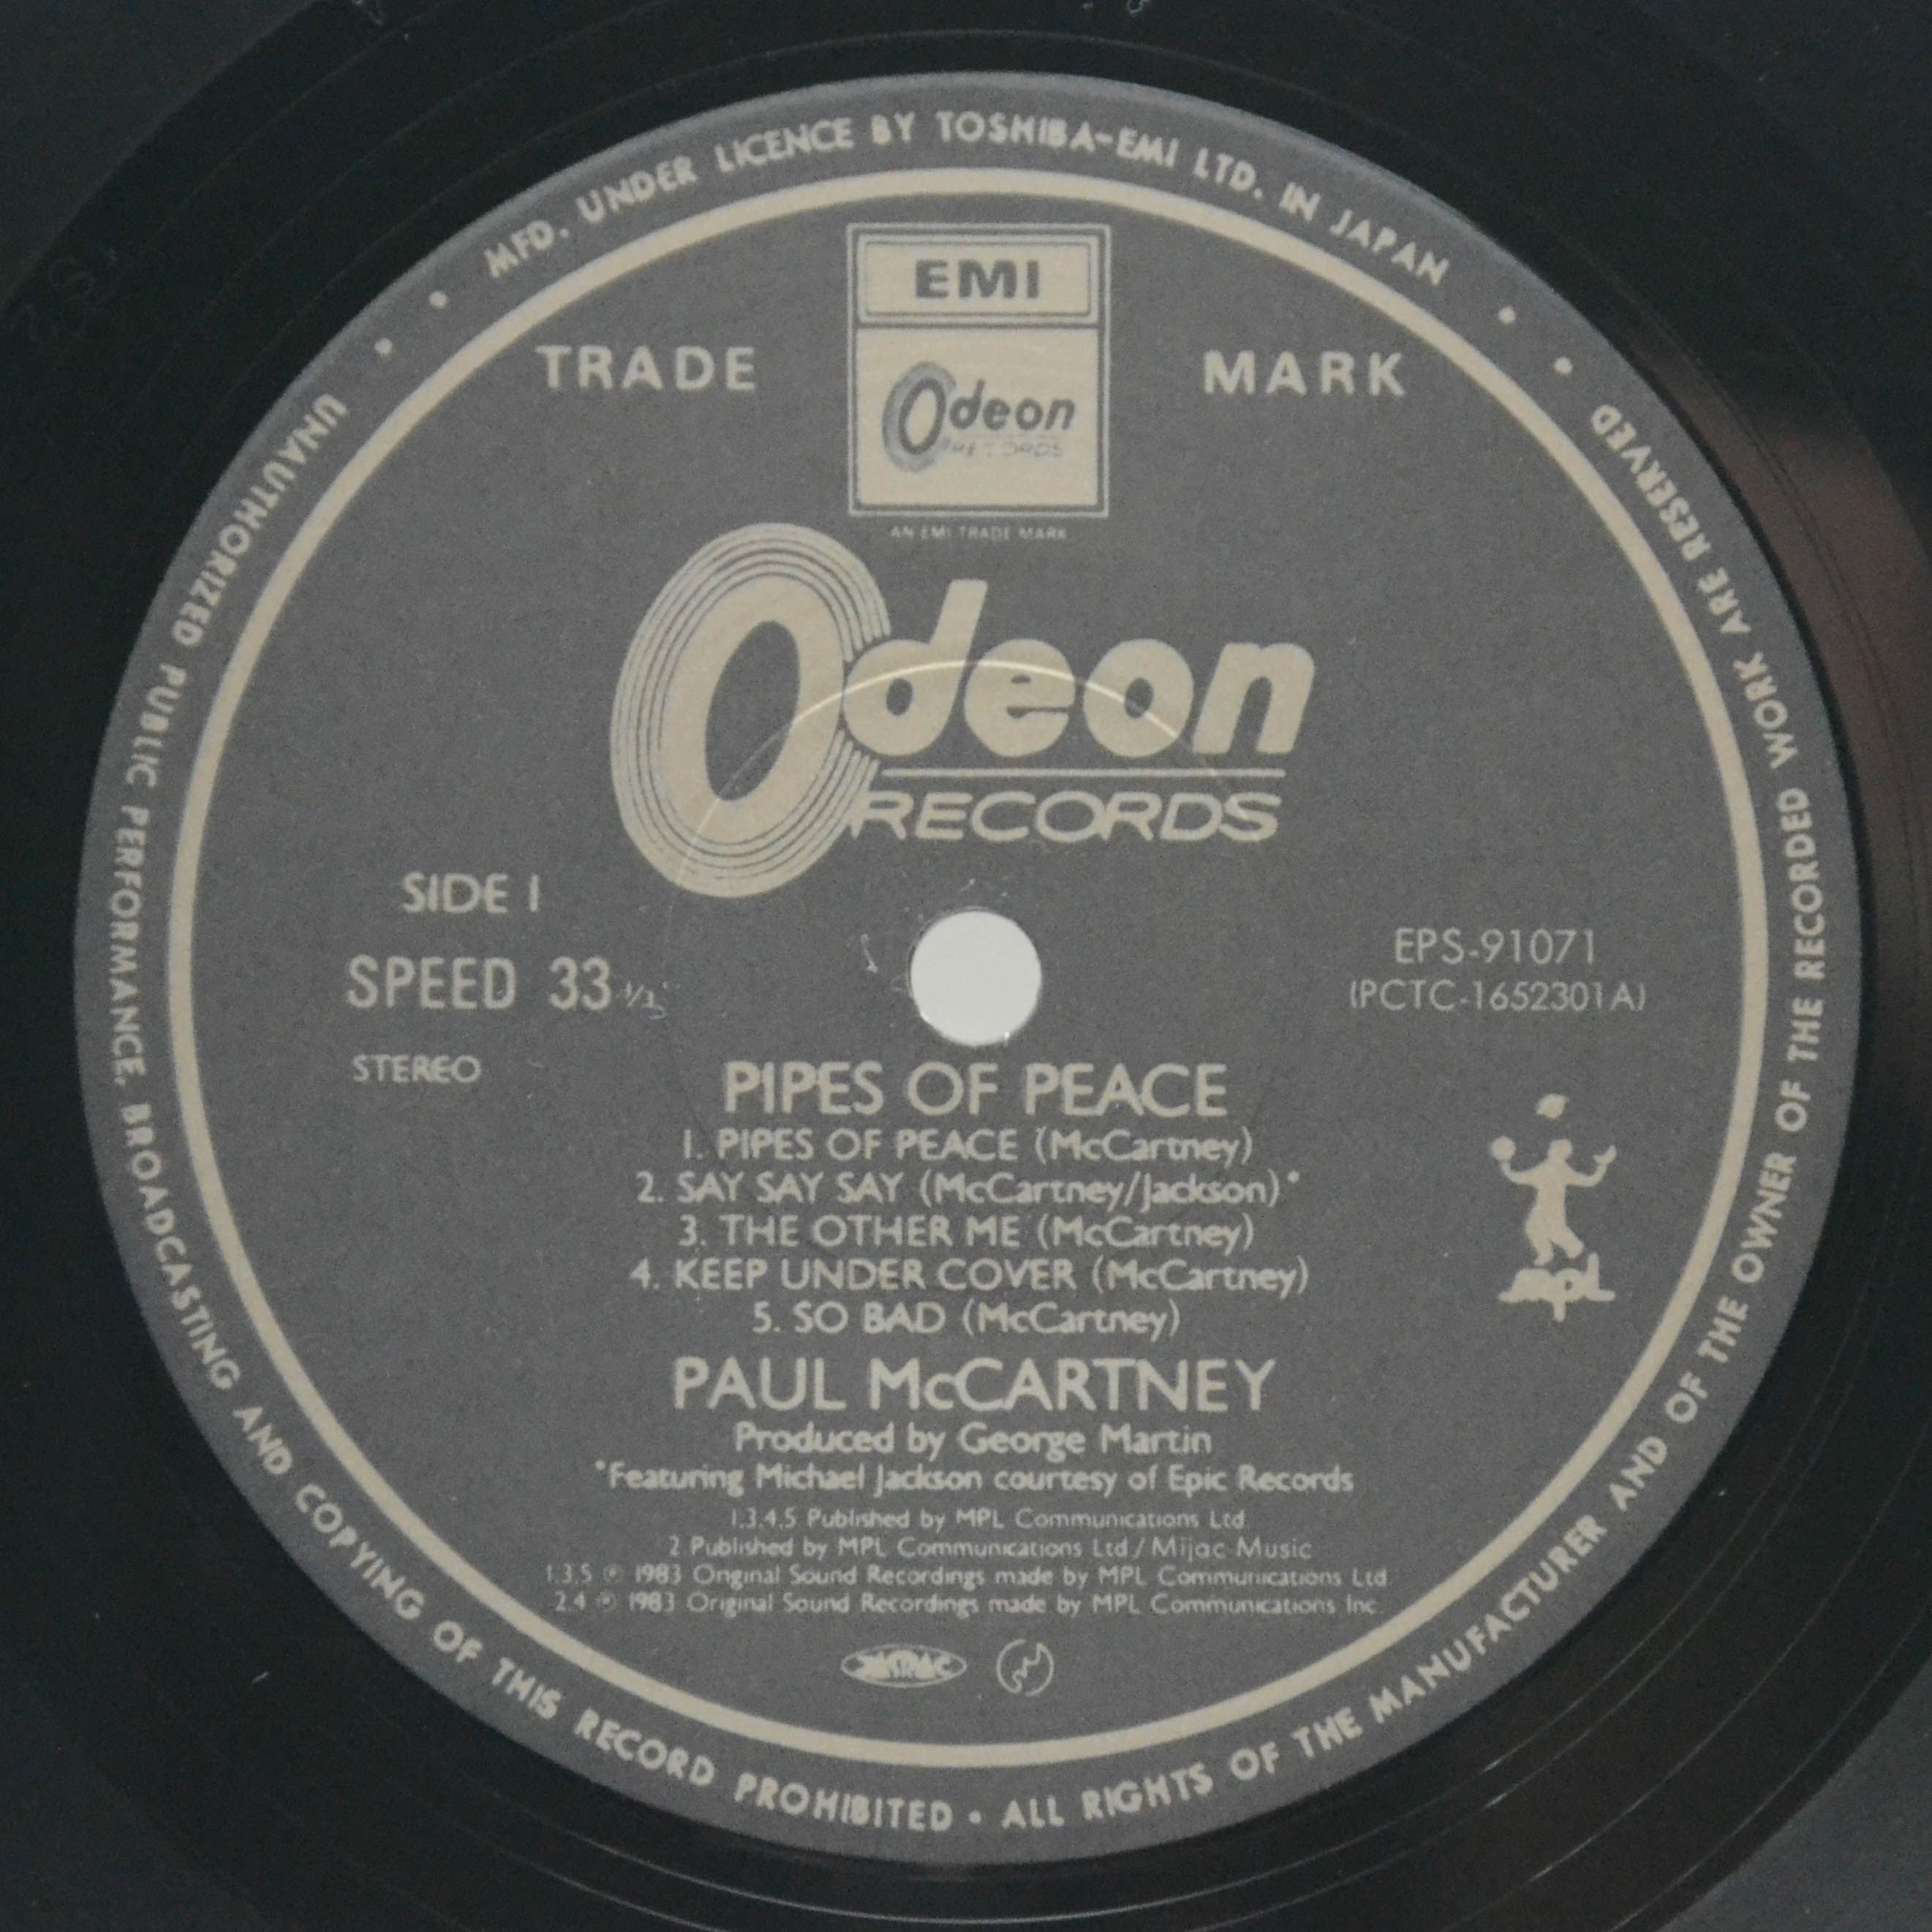 MFD. UNDER LICENCE BY TOSHIBA-EMI LTD. IN JAPAN
EMI
TRADE MARK
Odeon
RECORDS
AN EMI TRADE MARK
Odeon
RECORDS
SIDE 1
SPEED 33 1/3
STEREO
EPS-91071
(PCTC-1652301A)
PIPES OF PEACE
1. PIPES OF PEACE (McCartney)
2. SAY SAY SAY (McCartney/Jackson)*
3. THE OTHER ME (McCartney)
4. KEEP UNDER COVER (McCartney)
5. SO BAD (McCartney)
mpl
PAUL McCARTNEY
Produced by George Martin
*Featuring Michael Jackson courtesy of Epic Records
1.3.4.5 Published by MPL Communications Ltd.
2 Published by MPL Communications Ltd/Mijac Music
1.3.5 ℗ 1983 Original Sound Recordings made by MPL Communications Ltd
2.4 ℗ 1983 Original Sound Recordings made by MPL Communications Inc
JASRAC
UNAUTHORIZED PUBLIC PERFORMANCE, BROADCASTING AND COPYING OF THIS RECORD PROHIBITED • ALL RIGHTS OF THE MANUFACTURER AND OF THE OWNER OF THE RECORDED WORK ARE RESERVED